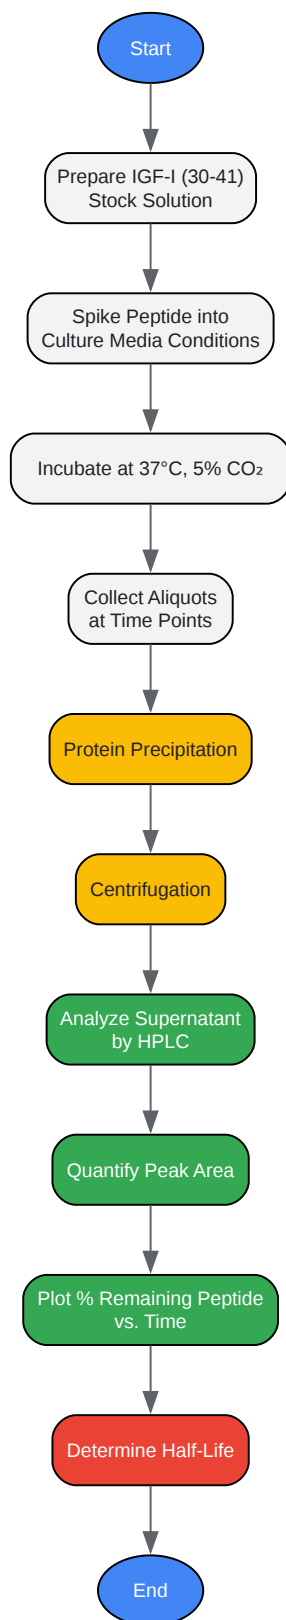 Start
Prepare IGF-I (30-41)
Stock Solution
Spike Peptide into
Culture Media Conditions
Incubate at 37°C, 5% CO₂
Collect Aliquots
at Time Points
Protein Precipitation
Centrifugation
Analyze Supernatant
by HPLC
Quantify Peak Area
Plot % Remaining Peptide
vs. Time
Determine Half-Life
End